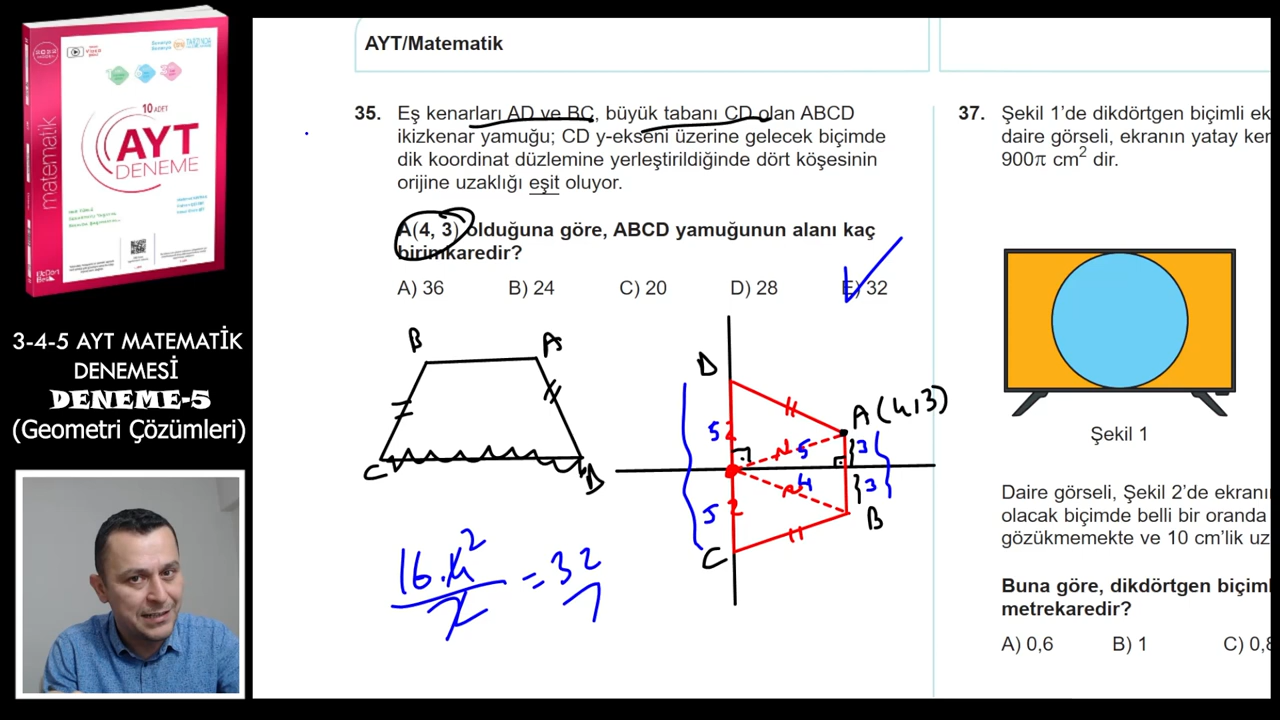 2022
10 ADET
AYT
DENEME
matematik
3-4-5 AYT MATEMATİK
DENEMESİ
DENEME-5
(Geometri Çözümleri)
AYT/Matematik
35. Eş kenarları AD ve BC, büyük tabanı CD olan ABCD
ikizkenar yamuğu; CD y-ekseni üzerine gelecek biçimde
dik koordinat düzlemine yerleştirildiğinde dört köşesinin
orijine uzaklığı eşit oluyor.
A(4, 3) olduğuna göre, ABCD yamuğunun alanı kaç
birimkaredir?
A) 36 B) 24 C) 20 D) 28 E) 32
B A
C D
D
A (4,3)
5 5 3
5 4 3
B
C
16.4 2
2
= 32
37. Şekil 1'de dikdörtgen biçimli ek
daire görseli, ekranın yatay ken
900π cm2 dir.
Şekil 1
Daire görseli, Şekil 2'de ekranı
olacak biçimde belli bir oranda
gözükmemekte ve 10 cm'lik uz
Buna göre, dikdörtgen biçiml
metrekaredir?
A) 0,6 B) 1 C) 0,8